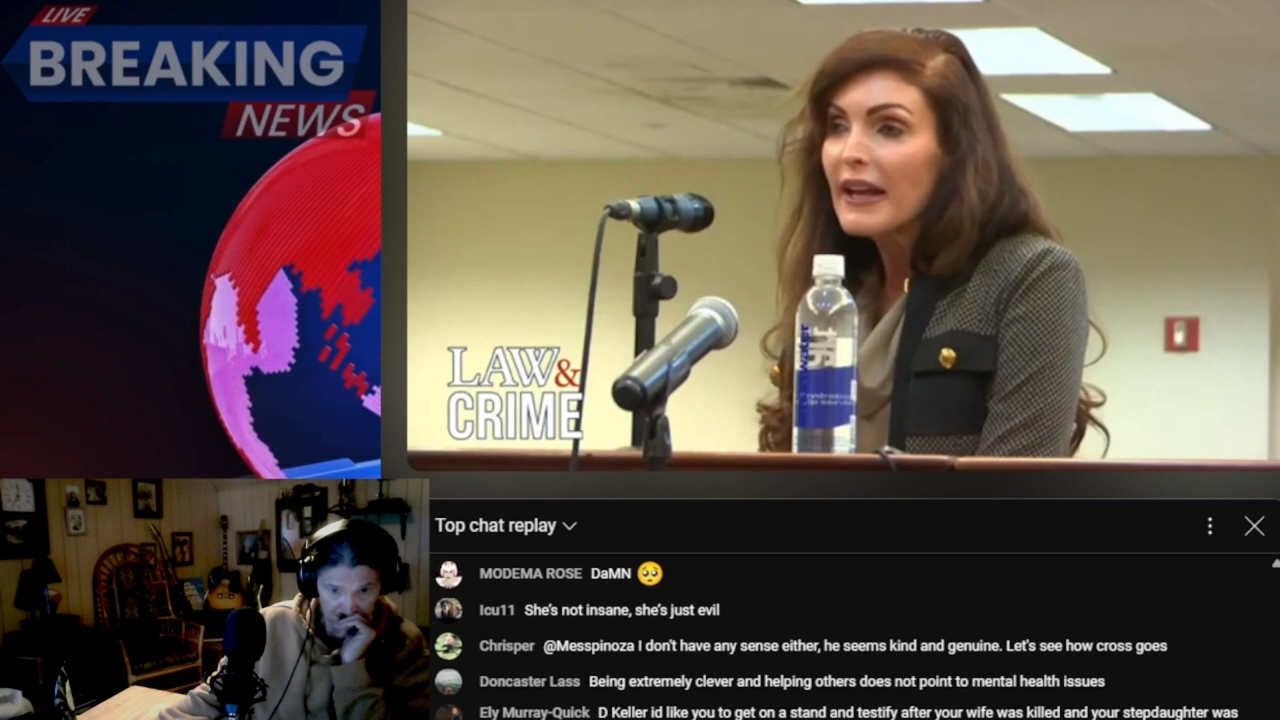 LIVE
BREAKING
NEWS
LAW&
CRIME
water
Top chat replay
MODEMA ROSE DaMN 🥺
Icu11 She's not insane, she's just evil
Chrisper @Messpinoza I don't have any sense either, he seems kind and genuine. Let's see how cross goes
Doncaster Lass Being extremely clever and helping others does not point to mental health issues
Ely Murray-Quick D Keller id like you to get on a stand and testify after your wife was killed and your stepdaughter was